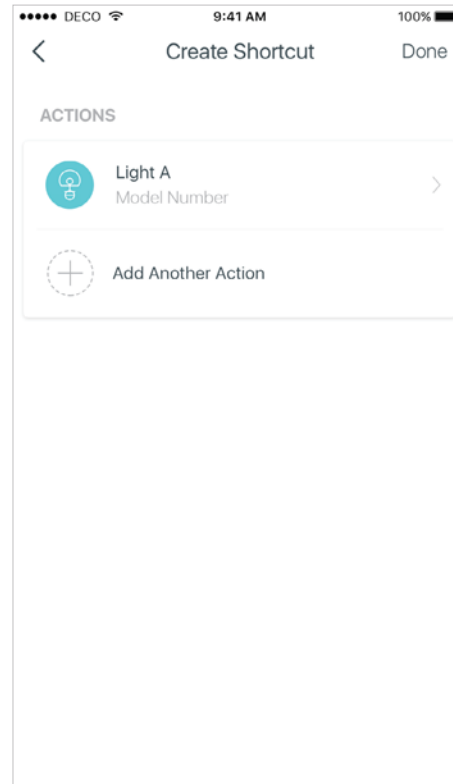 DECO 9:41 AM 100%
Create Shortcut Done
ACTIONS
Light A
Model Number
Add Another Action